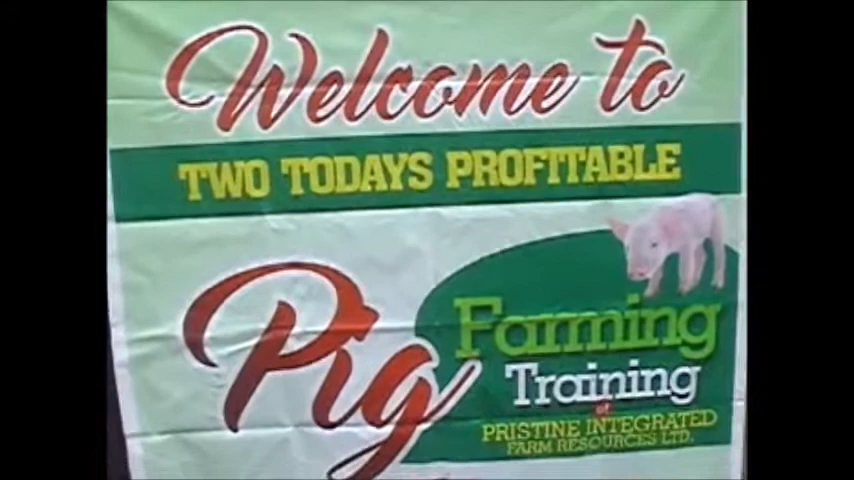 Welcome to
TWO TODAYS PROFITABLE
Pig
Farming
Training
at
PRISTINE INTEGRATED
FARM RESOURCES LTD.